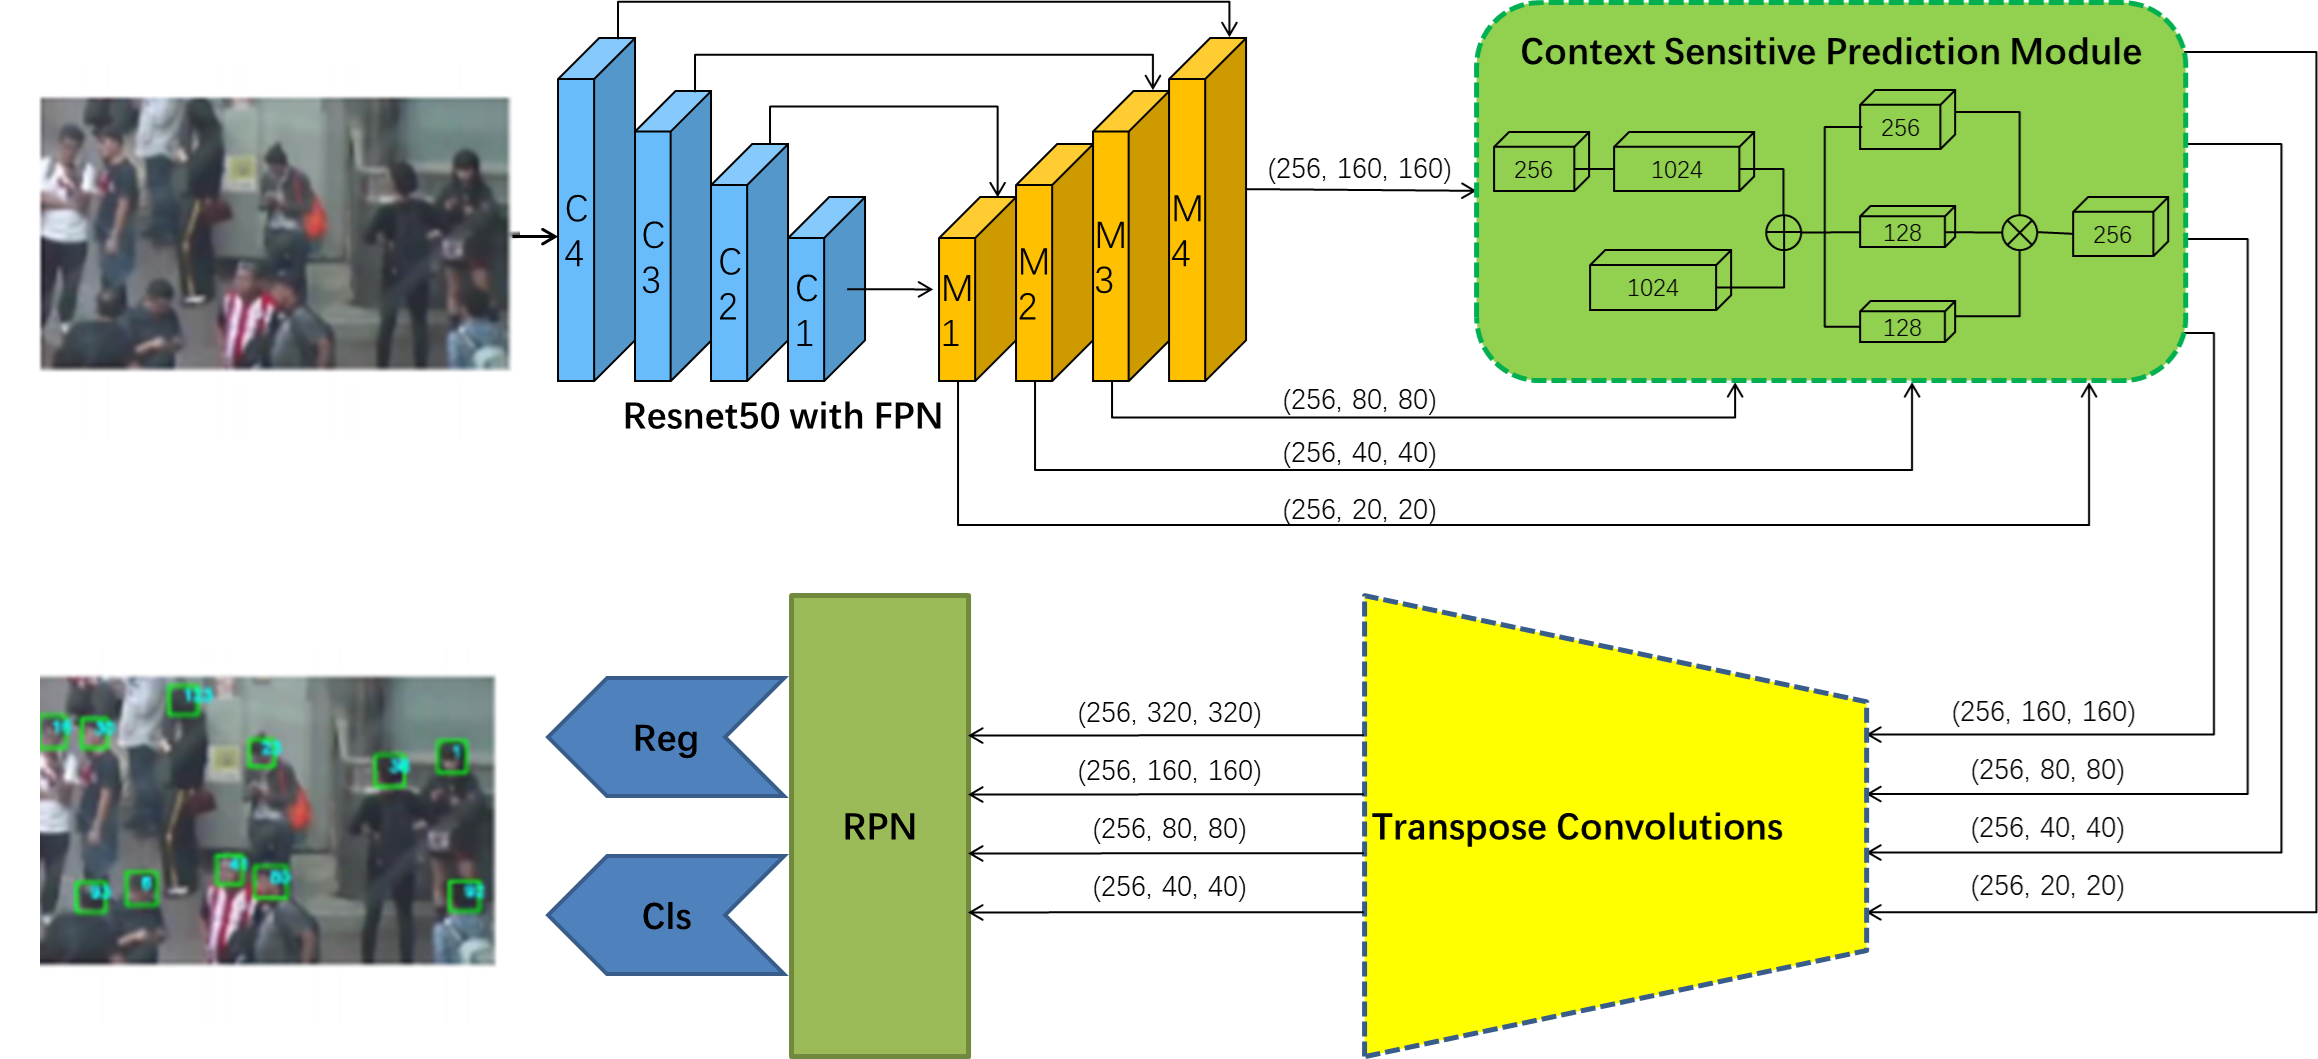 Context Sensitive Prediction Module
256
1024
1024
256
128
128
256
C
4
C
3
C
2
C
1
M
1
M
2
M
3
M
4
(256, 160, 160)
Resnet50 with FPN
(256, 80, 80)
(256, 40, 40)
(256, 20, 20)
Reg
Cls
RPN
(256, 320, 320)
(256, 160, 160)
(256, 80, 80)
(256, 40, 40)
Transpose Convolutions
(256, 160, 160)
(256, 80, 80)
(256, 40, 40)
(256, 20, 20)